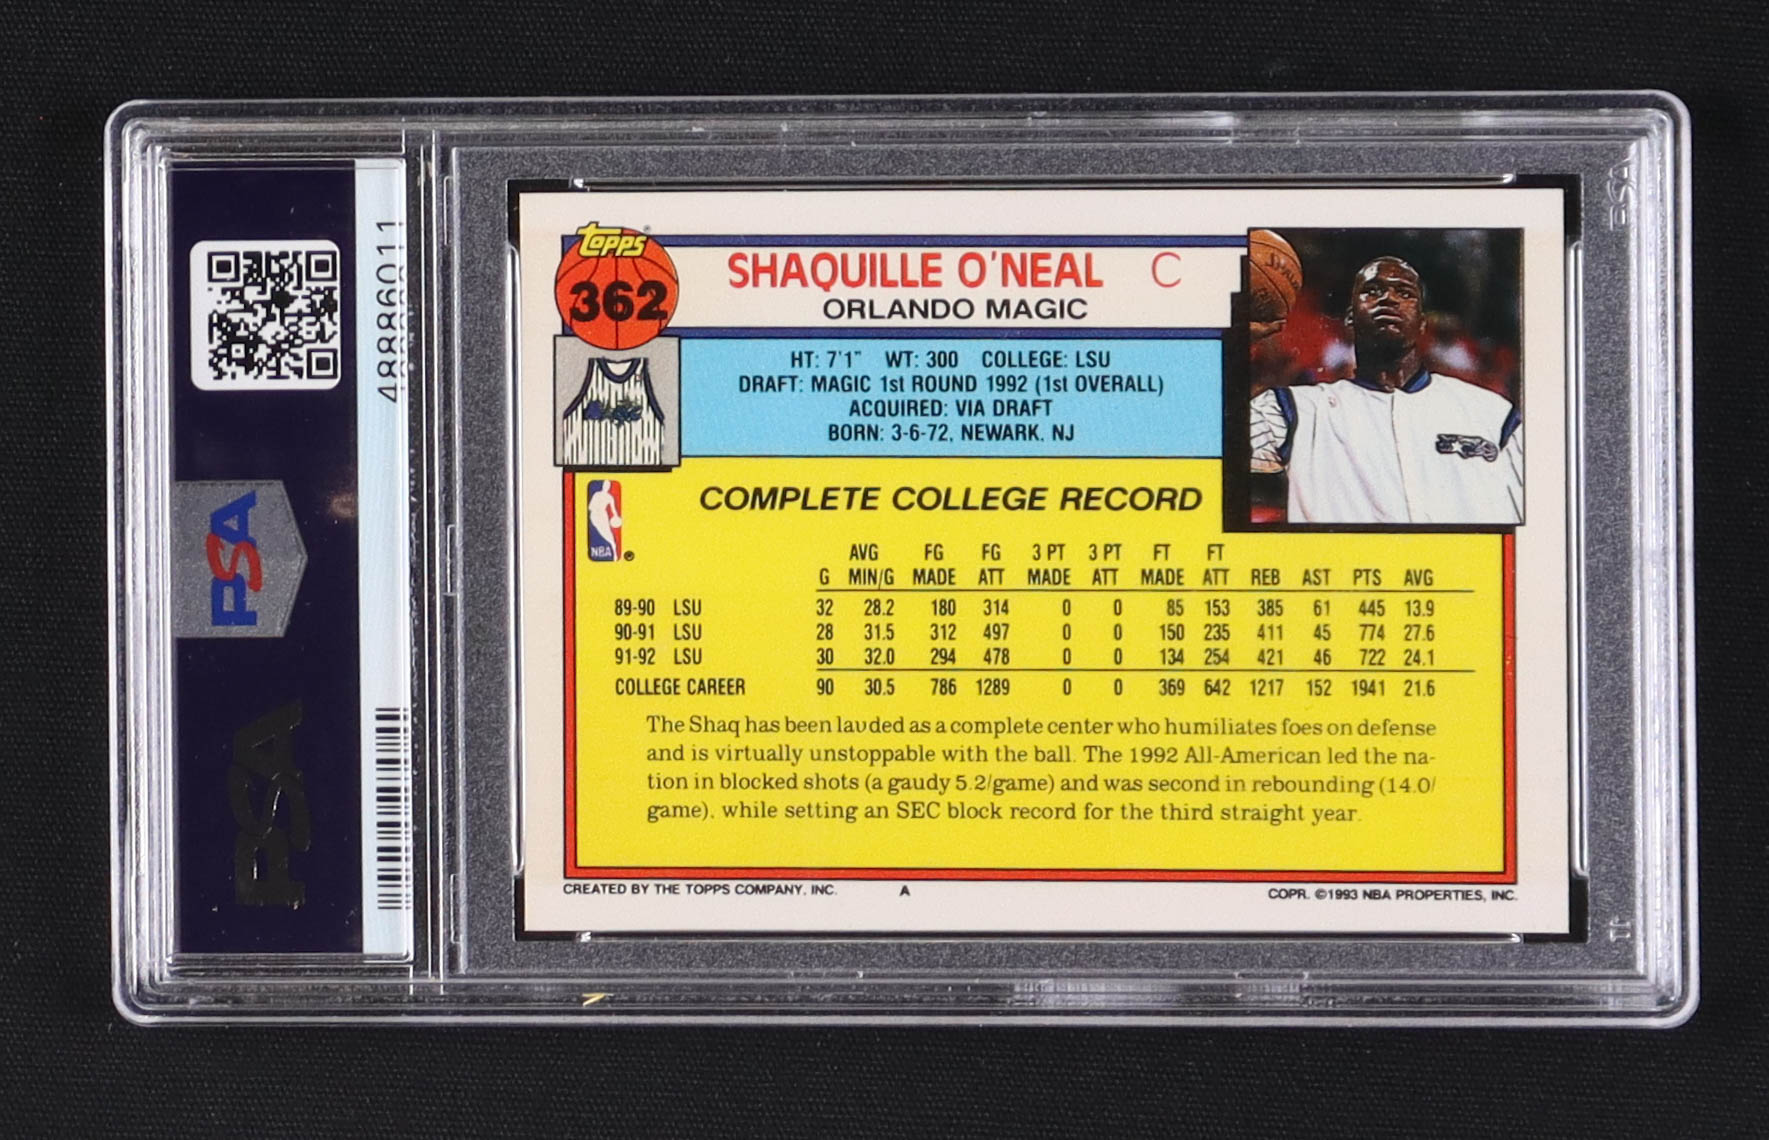 48886011
PSA
PSA
PSA
topps
362
SHAQUILLE O'NEAL C
ORLANDO MAGIC
HT: 7'1" WT: 300 COLLEGE: LSU
DRAFT: MAGIC 1st ROUND 1992 (1st OVERALL)
ACQUIRED: VIA DRAFT
BORN: 3-6-72, NEWARK, NJ
COMPLETE COLLEGE RECORD
NBA ®
AVG FG FG 3 PT 3 PT FT FT
G MIN/G MADE ATT MADE ATT MADE ATT REB AST PTS AVG
89-90 LSU 32 28.2 180 314 0 0 85 153 385 61 445 13.9
90-91 LSU 28 31.5 312 497 0 0 150 235 411 45 774 27.6
91-92 LSU 30 32.0 294 478 0 0 134 254 421 46 722 24.1
COLLEGE CAREER 90 30.5 786 1289 0 0 369 642 1217 152 1941 21.6
The Shaq has been lauded as a complete center who humiliates foes on defense
and is virtually unstoppable with the ball. The 1992 All-American led the na-
tion in blocked shots (a gaudy 5.2/game) and was second in rebounding (14.0/
game), while setting an SEC block record for the third straight year.
CREATED BY THE TOPPS COMPANY, INC. A COPR. ©1993 NBA PROPERTIES, INC.